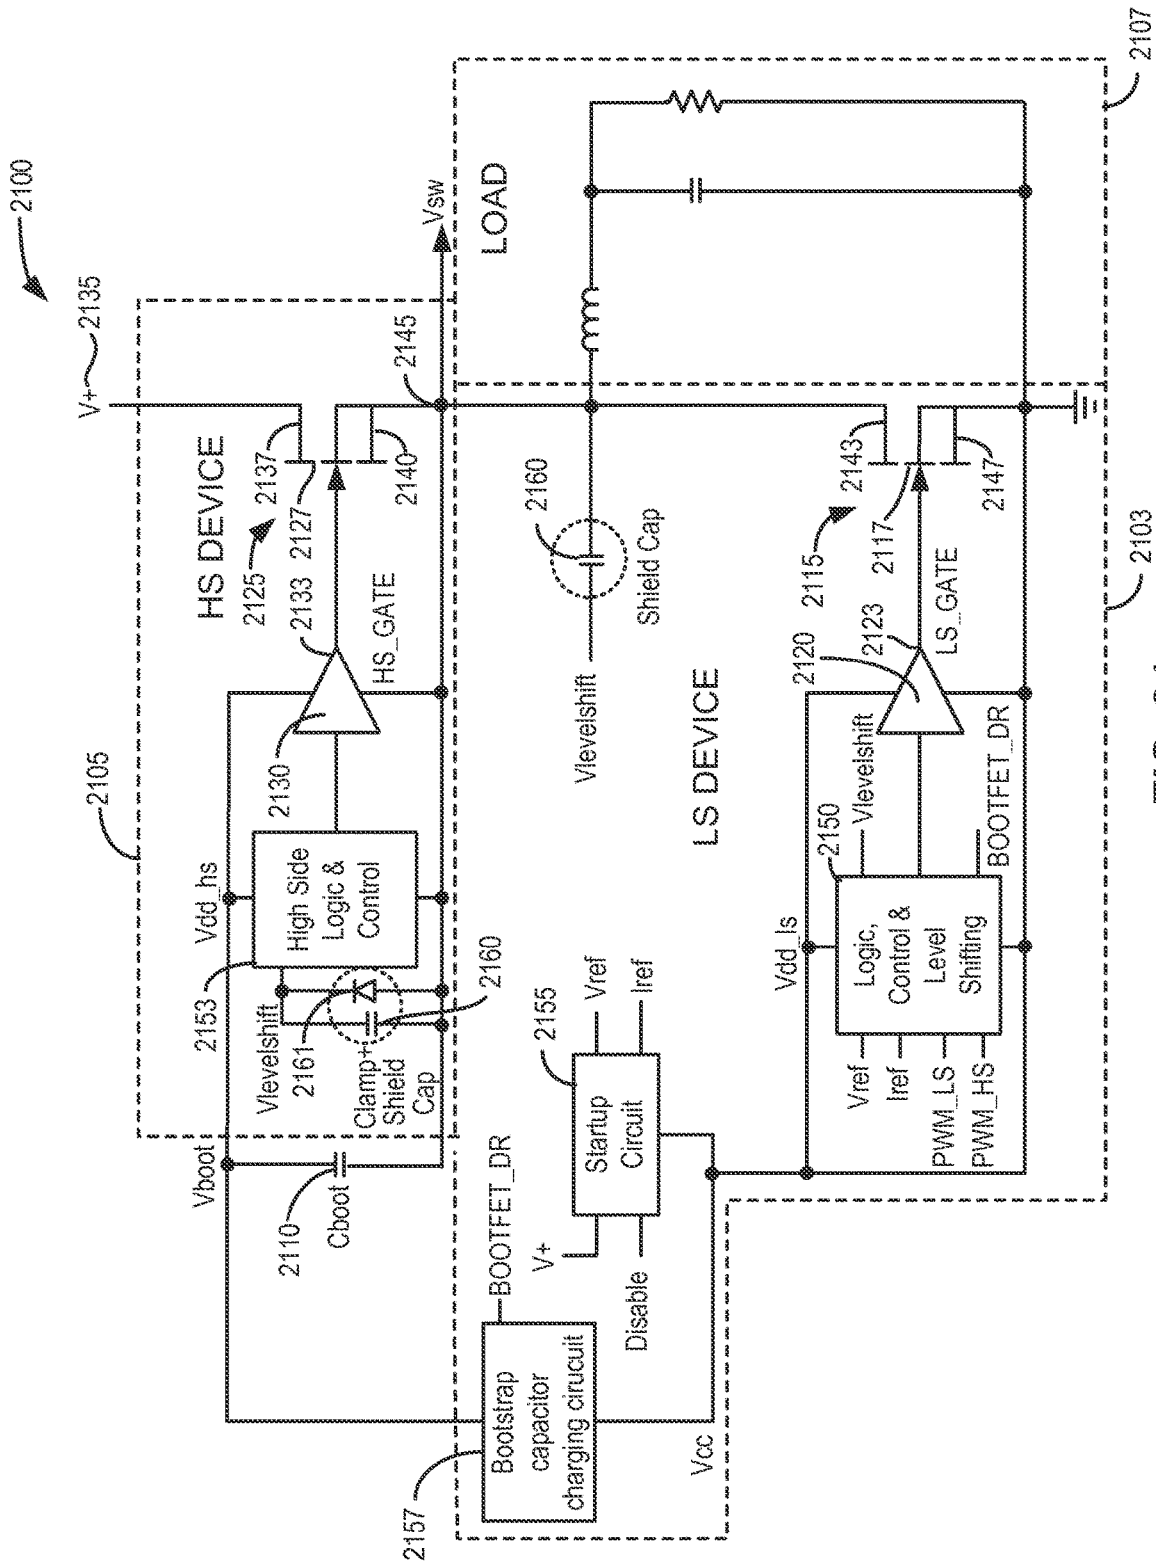 2100
V+
2135
2105
HS DEVICE
2125
2137
2127
2133
2130
HS_GATE
2140
2145
Vsw
Vdd_hs
2153
High Side
Logic &
Control
Vlevelshift
2161
Clamp+
Shield
Cap
2160
Vboot
2110
Cboot
LOAD
2107
2160
Shield Cap
Vlevelshift
LS DEVICE
2115
2143
2117
2147
2123
2120
LS_GATE
2103
Vlevelshift
2150
BOOTFET_DR
Vdd_ls
Logic,
Control &
Level
Shifting
Vref
Iref
PWM_LS
PWM_HS
2155
Vref
Iref
Startup
Circuit
V+
Disable
BOOTFET_DR
Bootstrap
capacitor
charging cirucuit
2157
Vcc